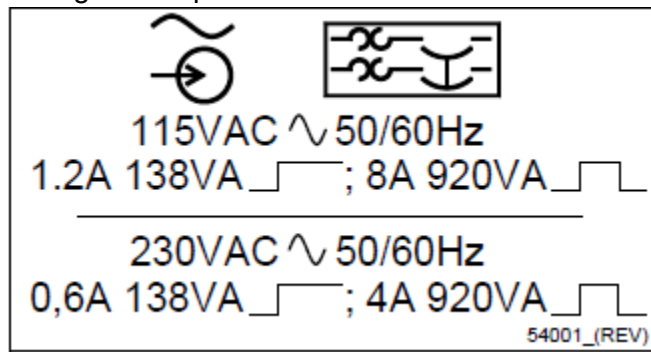 115VAC ∿ 50/60Hz
1.2A 138VA ; 8A 920VA
230VAC ∿ 50/60Hz
0,6A 138VA ; 4A 920VA
54001_(REV)